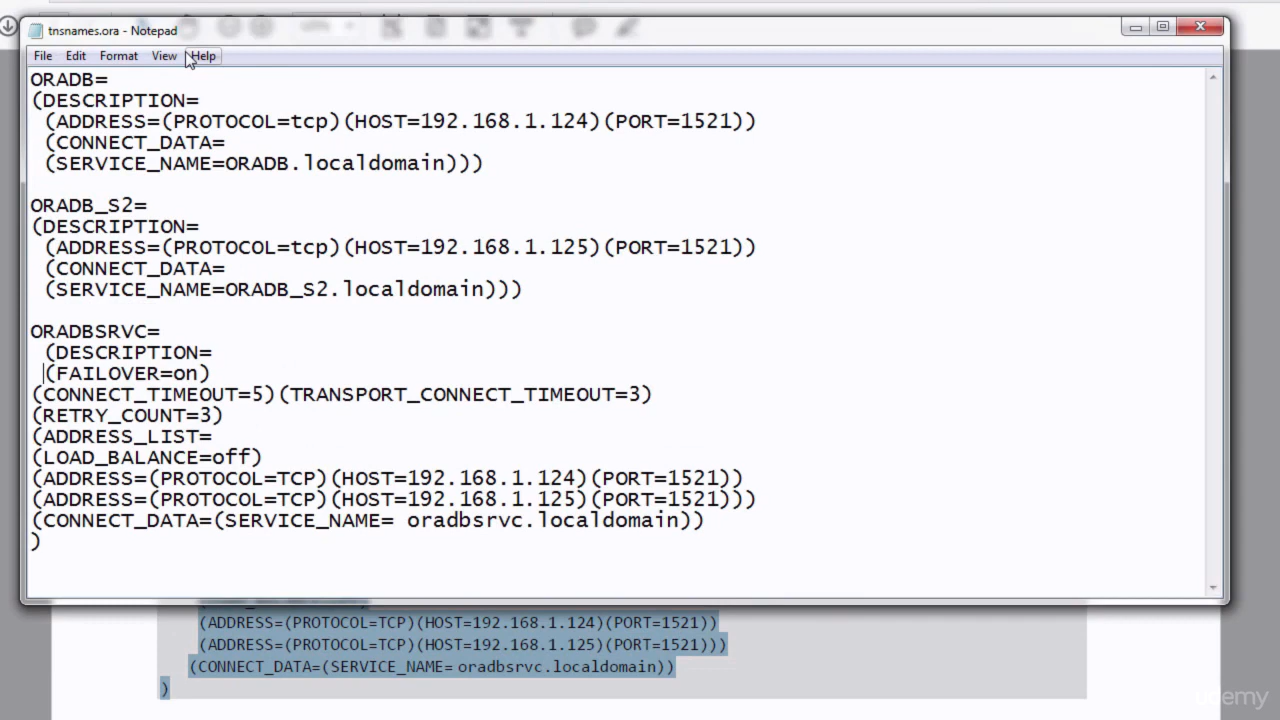 tnsnames.ora - Notepad
File Edit Format View Help
ORADB=
(DESCRIPTION=
(ADDRESS=(PROTOCOL=tcp)(HOST=192.168.1.124)(PORT=1521))
(CONNECT_DATA=
(SERVICE_NAME=ORADB.localdomain)))
ORADB_S2=
(DESCRIPTION=
(ADDRESS=(PROTOCOL=tcp)(HOST=192.168.1.125)(PORT=1521))
(CONNECT_DATA=
(SERVICE_NAME=ORADB_S2.localdomain)))
ORADBSRVC=
(DESCRIPTION=
(FAILOVER=on)
(CONNECT_TIMEOUT=5)(TRANSPORT_CONNECT_TIMEOUT=3)
(RETRY_COUNT=3)
(ADDRESS_LIST=
(LOAD_BALANCE=off)
(ADDRESS=(PROTOCOL=TCP)(HOST=192.168.1.124)(PORT=1521))
(ADDRESS=(PROTOCOL=TCP)(HOST=192.168.1.125)(PORT=1521)))
(CONNECT_DATA=(SERVICE_NAME= oradbsrvc.localdomain))
)
(ADDRESS=(PROTOCOL=TCP)(HOST=192.168.1.124)(PORT=1521))
(ADDRESS=(PROTOCOL=TCP)(HOST=192.168.1.125)(PORT=1521)))
(CONNECT_DATA=(SERVICE_NAME= oradbsrvc.localdomain))
)
udemy